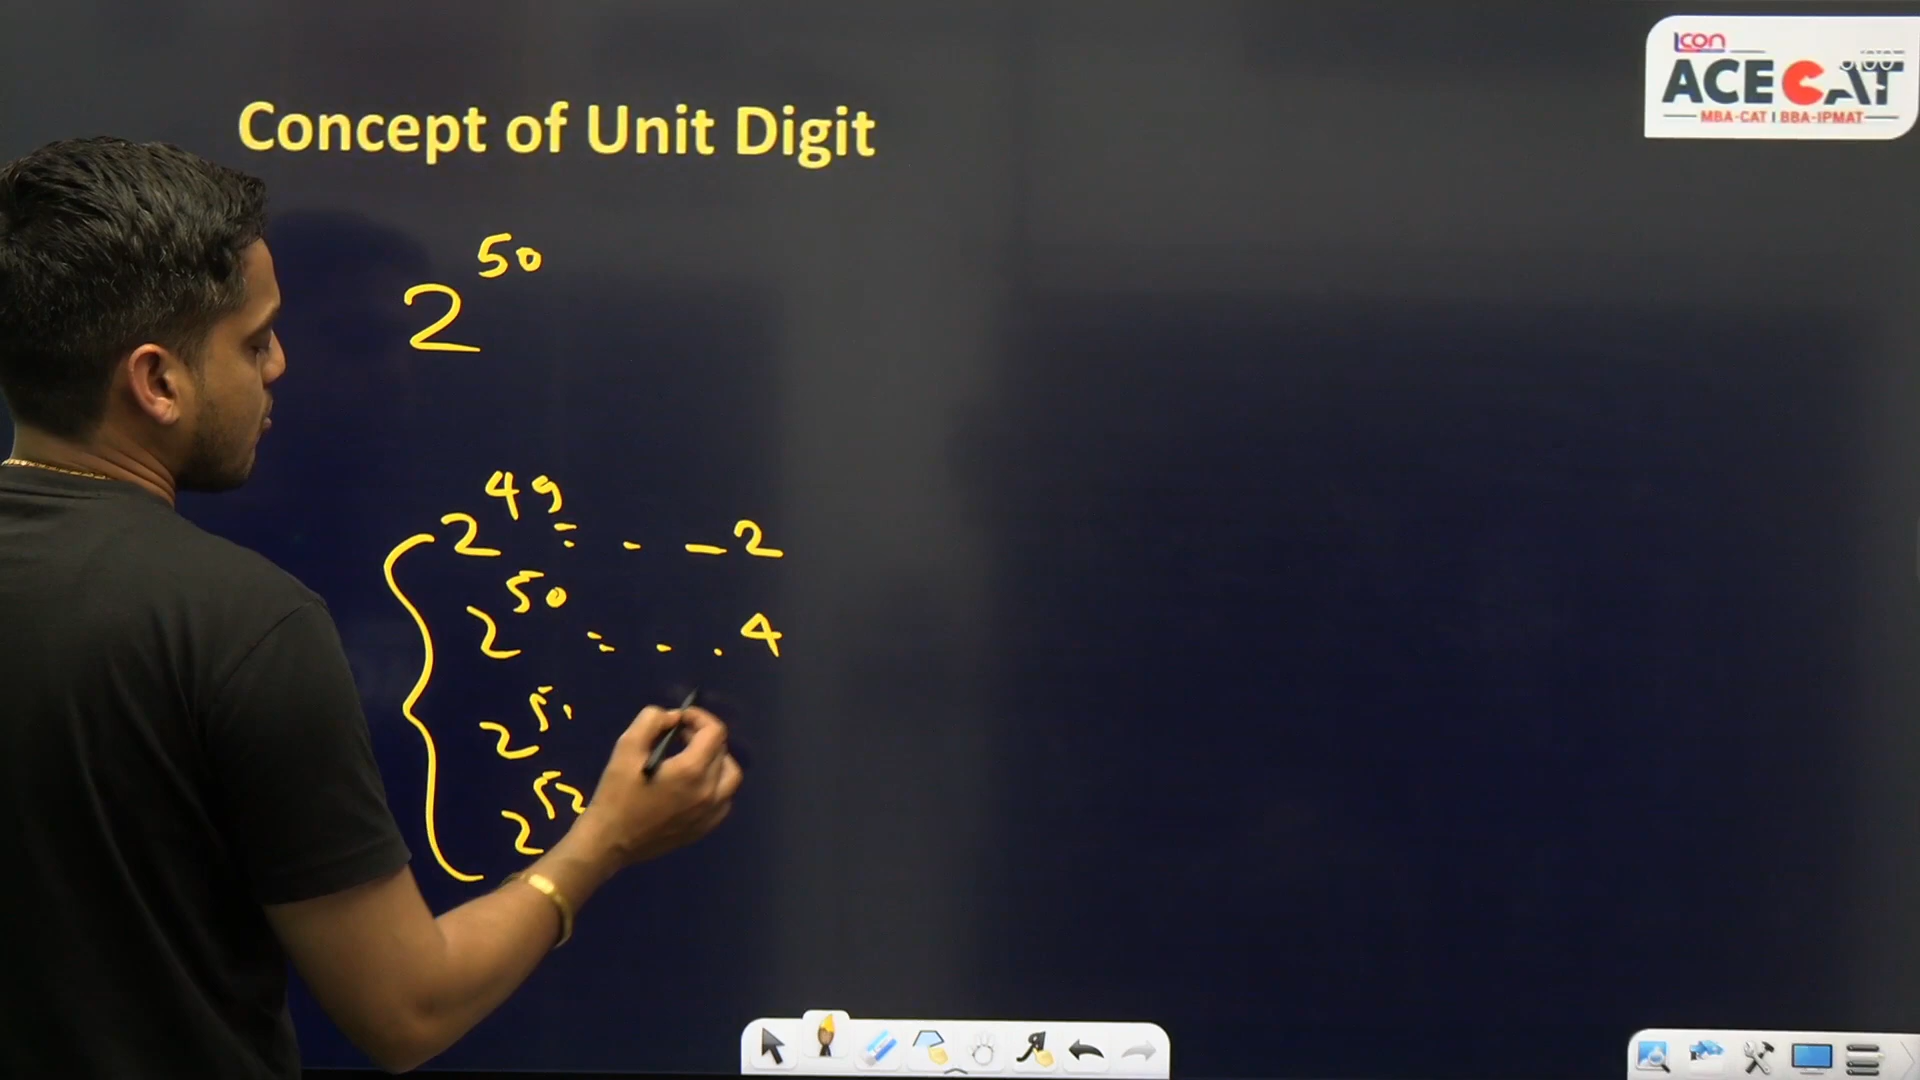 Icon
ACE CAT
MBA-CAT | BBA-IPMAT
Concept of Unit Digit
2^50
2^49 = - - 2
2^50 = - . 4
2^51
2^52